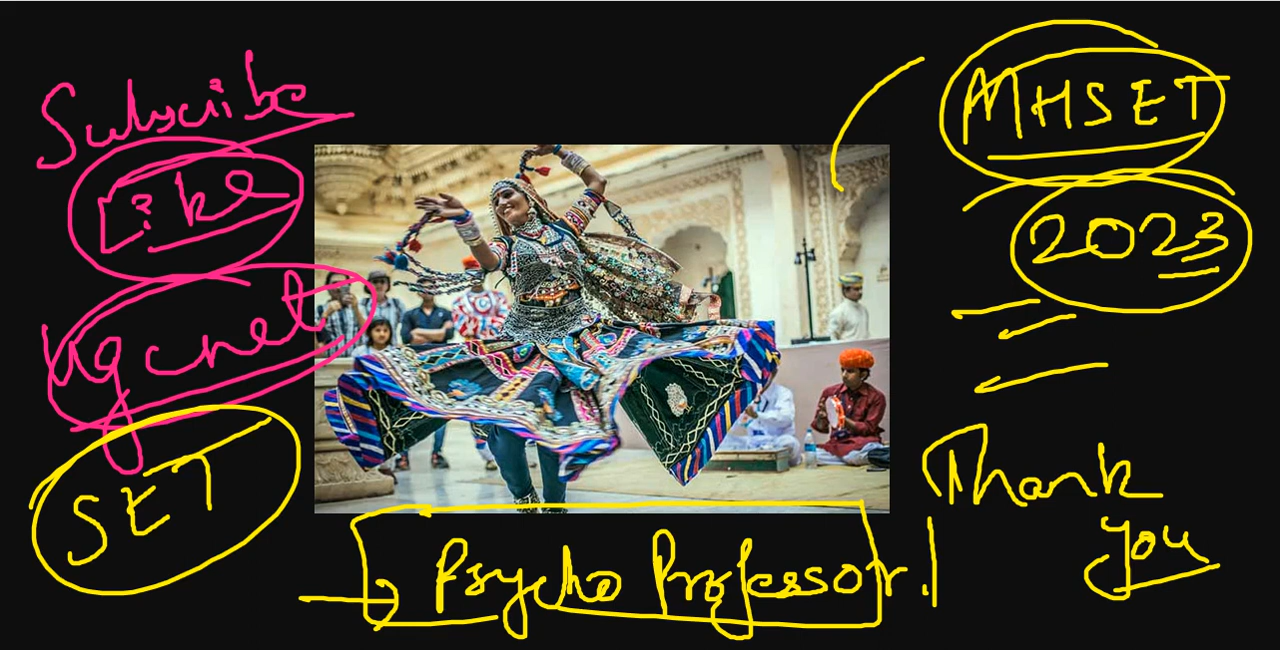 Subscribe
Like
ugcnet
SET
MHSET
2023
Thank
you
Psycho Professor.